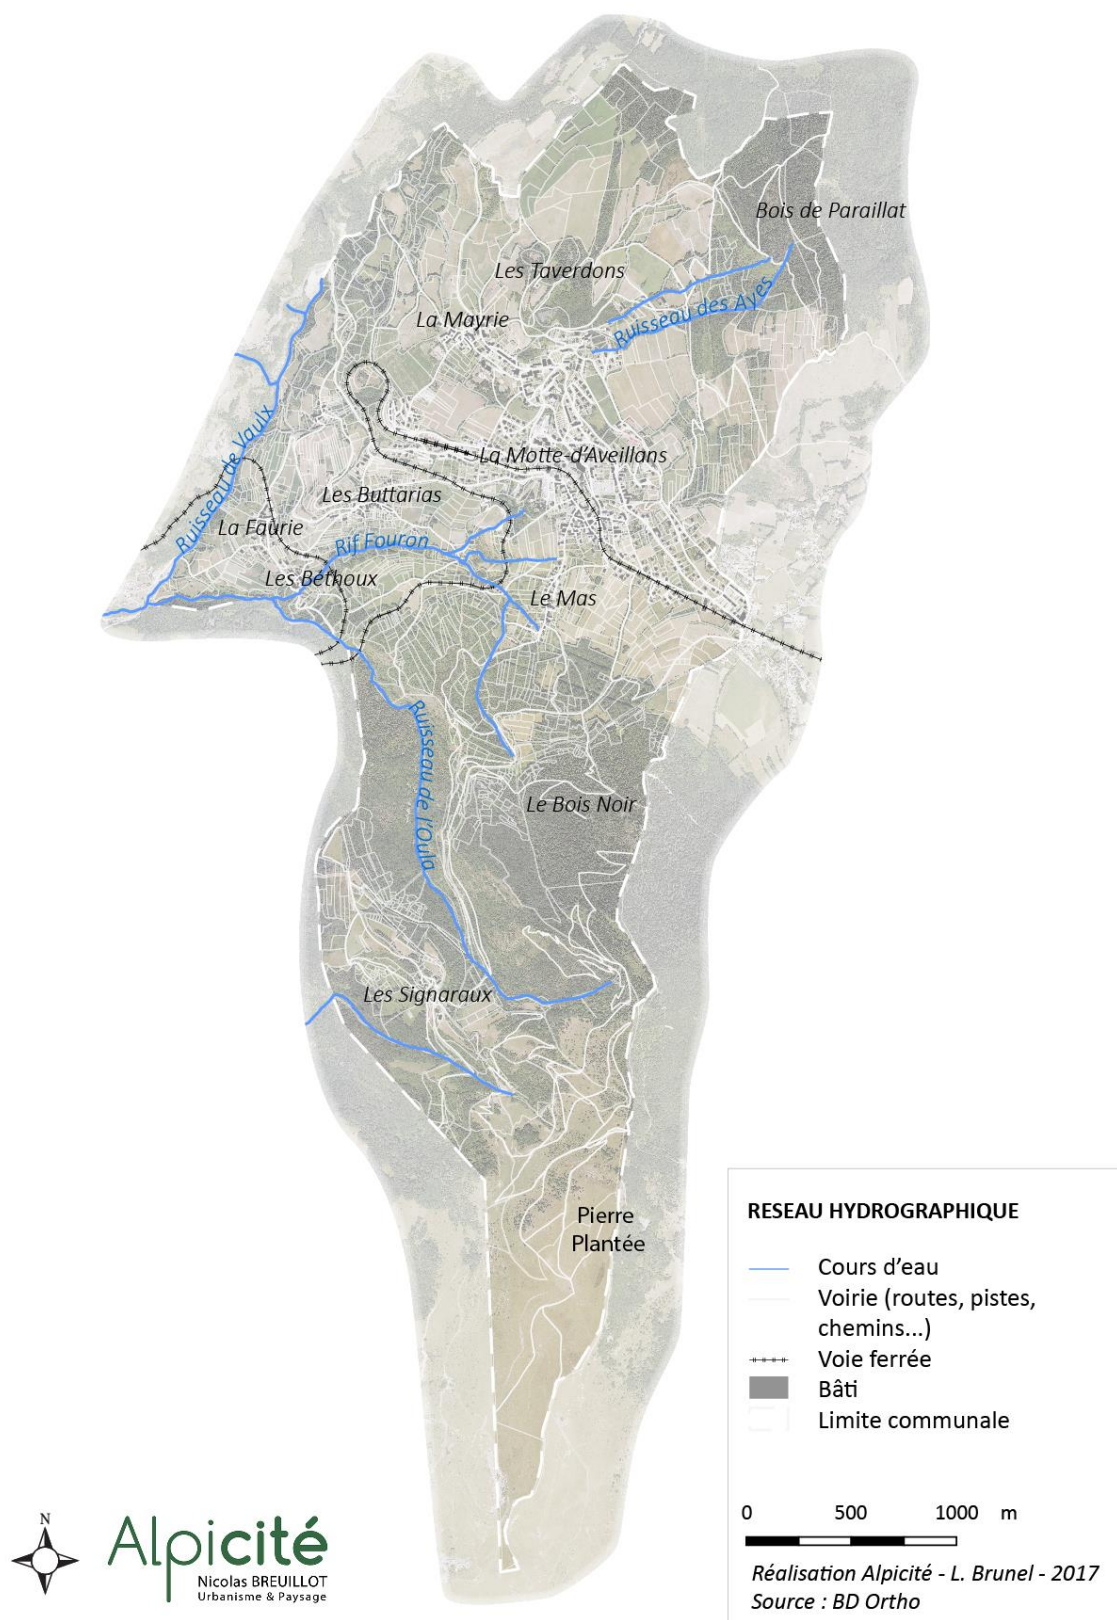 Bois de Paraillat
Les Taverdons
Ruisseau des Ayes
La Mayrie
Ruisseau de Vaulx
La Motte-d'Aveillans
Les Buttarias
La Faurie
Rif Fouron
Les Béthoux
Le Mas
Ruisseau de l'Oula
Le Bois Noir
Les Signaraux
Pierre
Plantée
RESEAU HYDROGRAPHIQUE
Cours d'eau
Voirie (routes, pistes,
chemins...)
Voie ferrée
Bâti
Limite communale
0 500 1000 m
Réalisation Alpicité - L. Brunel - 2017
Source : BD Ortho
N
Alpicité
Nicolas BREUILLOT
Urbanisme & Paysage